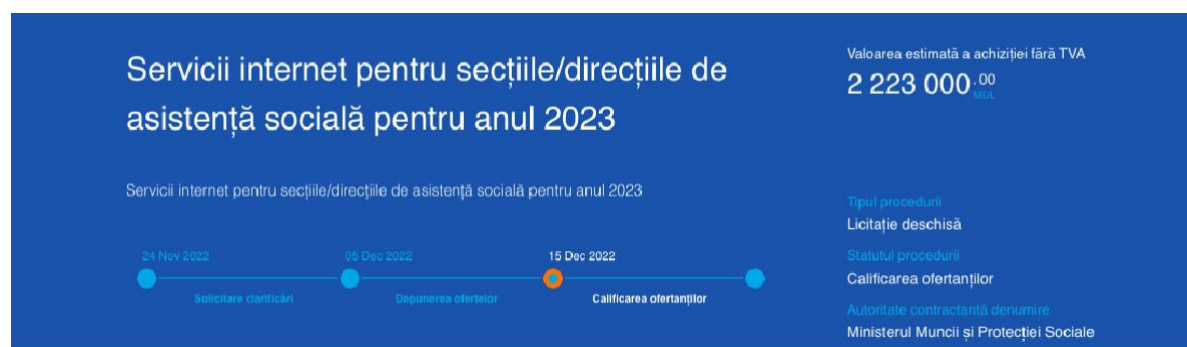 Servicii internet pentru secțiile/direcțiile de
asistență socială pentru anul 2023
Servicii internet pentru secțiile/direcțiile de asistență socială pentru anul 2023
24 Nov 2022
05 Dec 2022
15 Dec 2022
Solicitare clarificări
Depunerea ofertelor
Calificarea ofertanților
Valoarea estimată a achiziției fără TVA
2 223 000.00
MDL
Tipul procedurii
Licitație deschisă
Statutul procedurii
Calificarea ofertanților
Autoritate contractantă denumire
Ministerul Muncii și Protecției Sociale